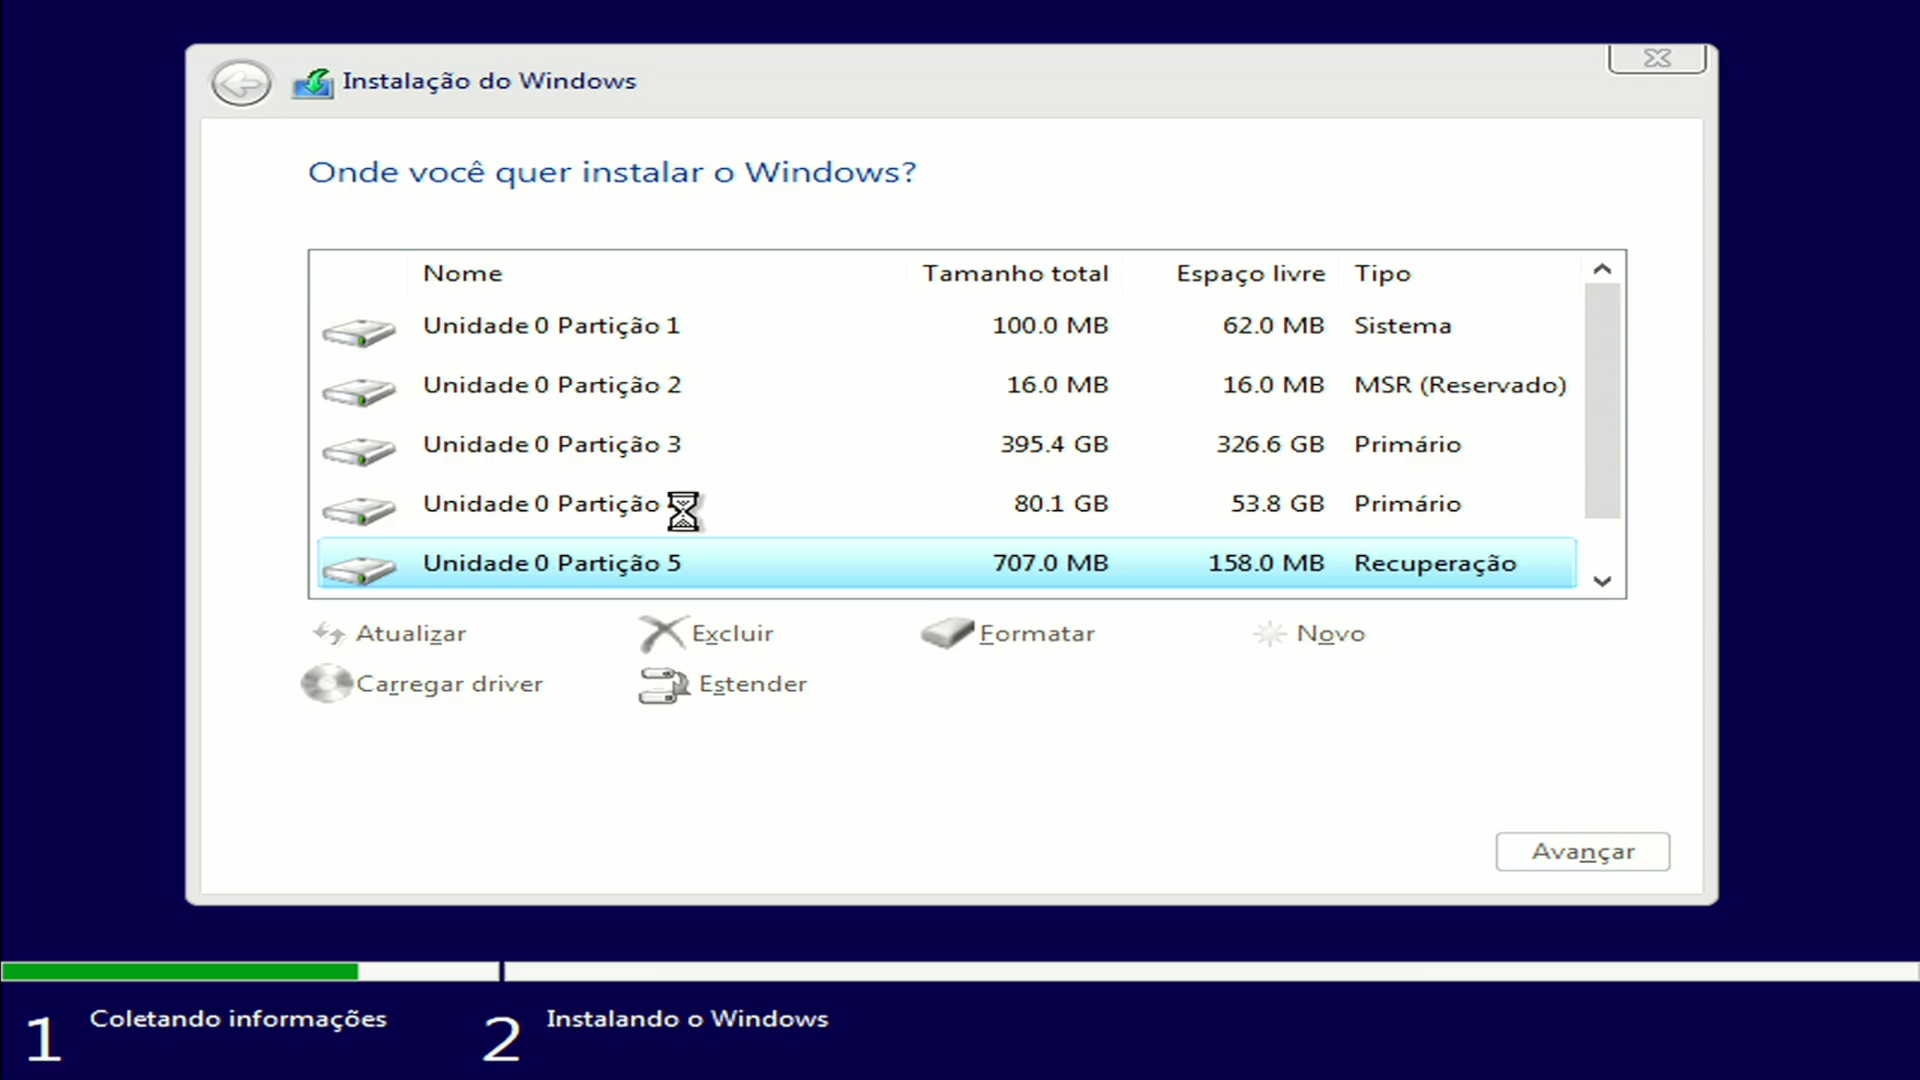 Instalação do Windows
Onde você quer instalar o Windows?
Nome Tamanho total Espaço livre Tipo
Unidade 0 Partição 1 100.0 MB 62.0 MB Sistema
Unidade 0 Partição 2 16.0 MB 16.0 MB MSR (Reservado)
Unidade 0 Partição 3 395.4 GB 326.6 GB Primário
Unidade 0 Partição 80.1 GB 53.8 GB Primário
Unidade 0 Partição 5 707.0 MB 158.0 MB Recuperação
Atualizar Excluir Formatar Novo
Carregar driver Estender
Avançar
1 Coletando informações 2 Instalando o Windows